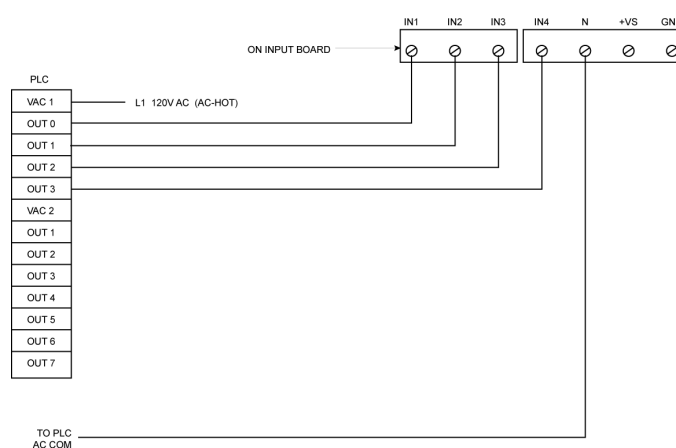 IN1 IN2 IN3 IN4 N +VS GN
ON INPUT BOARD
PLC
VAC 1
L1 120V AC (AC-HOT)
OUT 0
OUT 1
OUT 2
OUT 3
VAC 2
OUT 1
OUT 2
OUT 3
OUT 4
OUT 5
OUT 6
OUT 7
TO PLC
AC COM